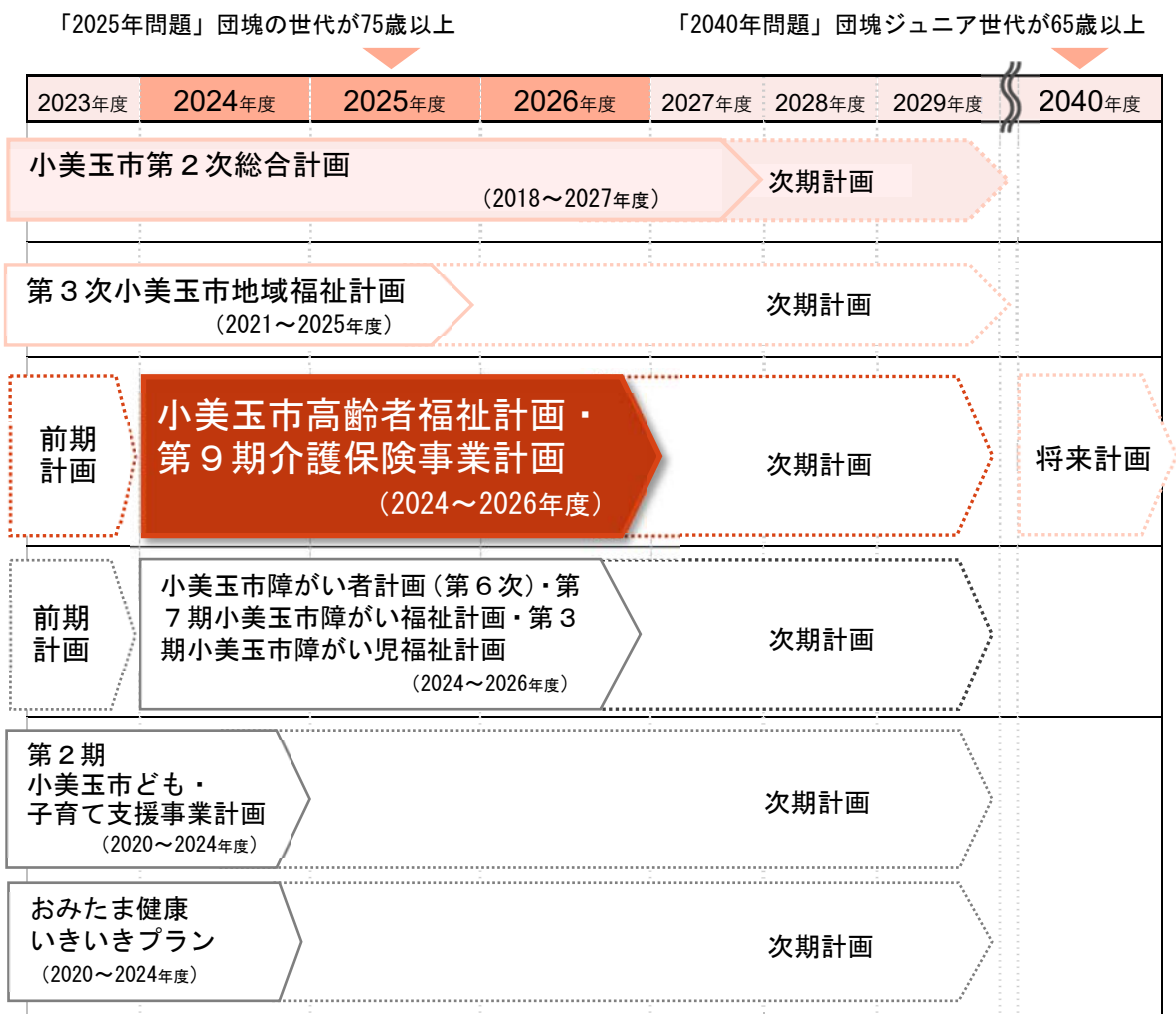 「2025年問題」団塊の世代が75歳以上
「2040年問題」団塊ジュニア世代が65歳以上
2023年度 2024年度 2025年度 2026年度 2027年度 2028年度 2029年度 2040年度
小美玉市第２次総合計画
（2018～2027年度）
次期計画
第３次小美玉市地域福祉計画
（2021～2025年度）
次期計画
前期
計画
小美玉市高齢者福祉計画・
第９期介護保険事業計画
（2024～2026年度）
次期計画
将来計画
前期
計画
小美玉市障がい者計画（第６次）・第
７期小美玉市障がい福祉計画・第３
期小美玉市障がい児福祉計画
（2024～2026年度）
次期計画
第２期
小美玉市ども・
子育て支援事業計画
（2020～2024年度）
次期計画
おみたま健康
いきいきプラン
（2020～2024年度）
次期計画